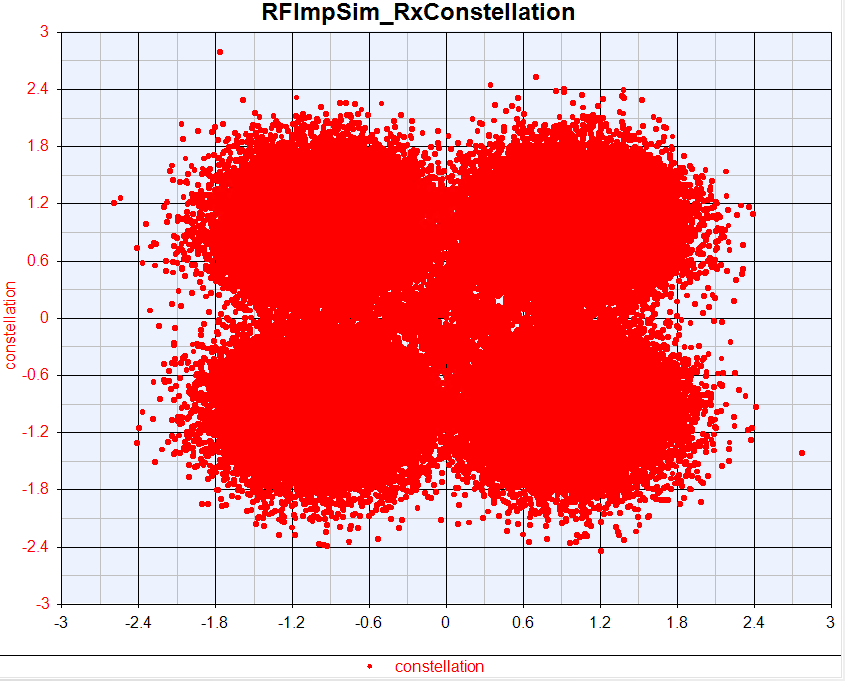 RFImpSim_RxConstellation
3
2.4
1.8
1.2
0.6
0
-0.6
-1.2
-1.8
-2.4
-3
constellation
-3 -2.4 -1.8 -1.2 -0.6 0 0.6 1.2 1.8 2.4 3
constellation